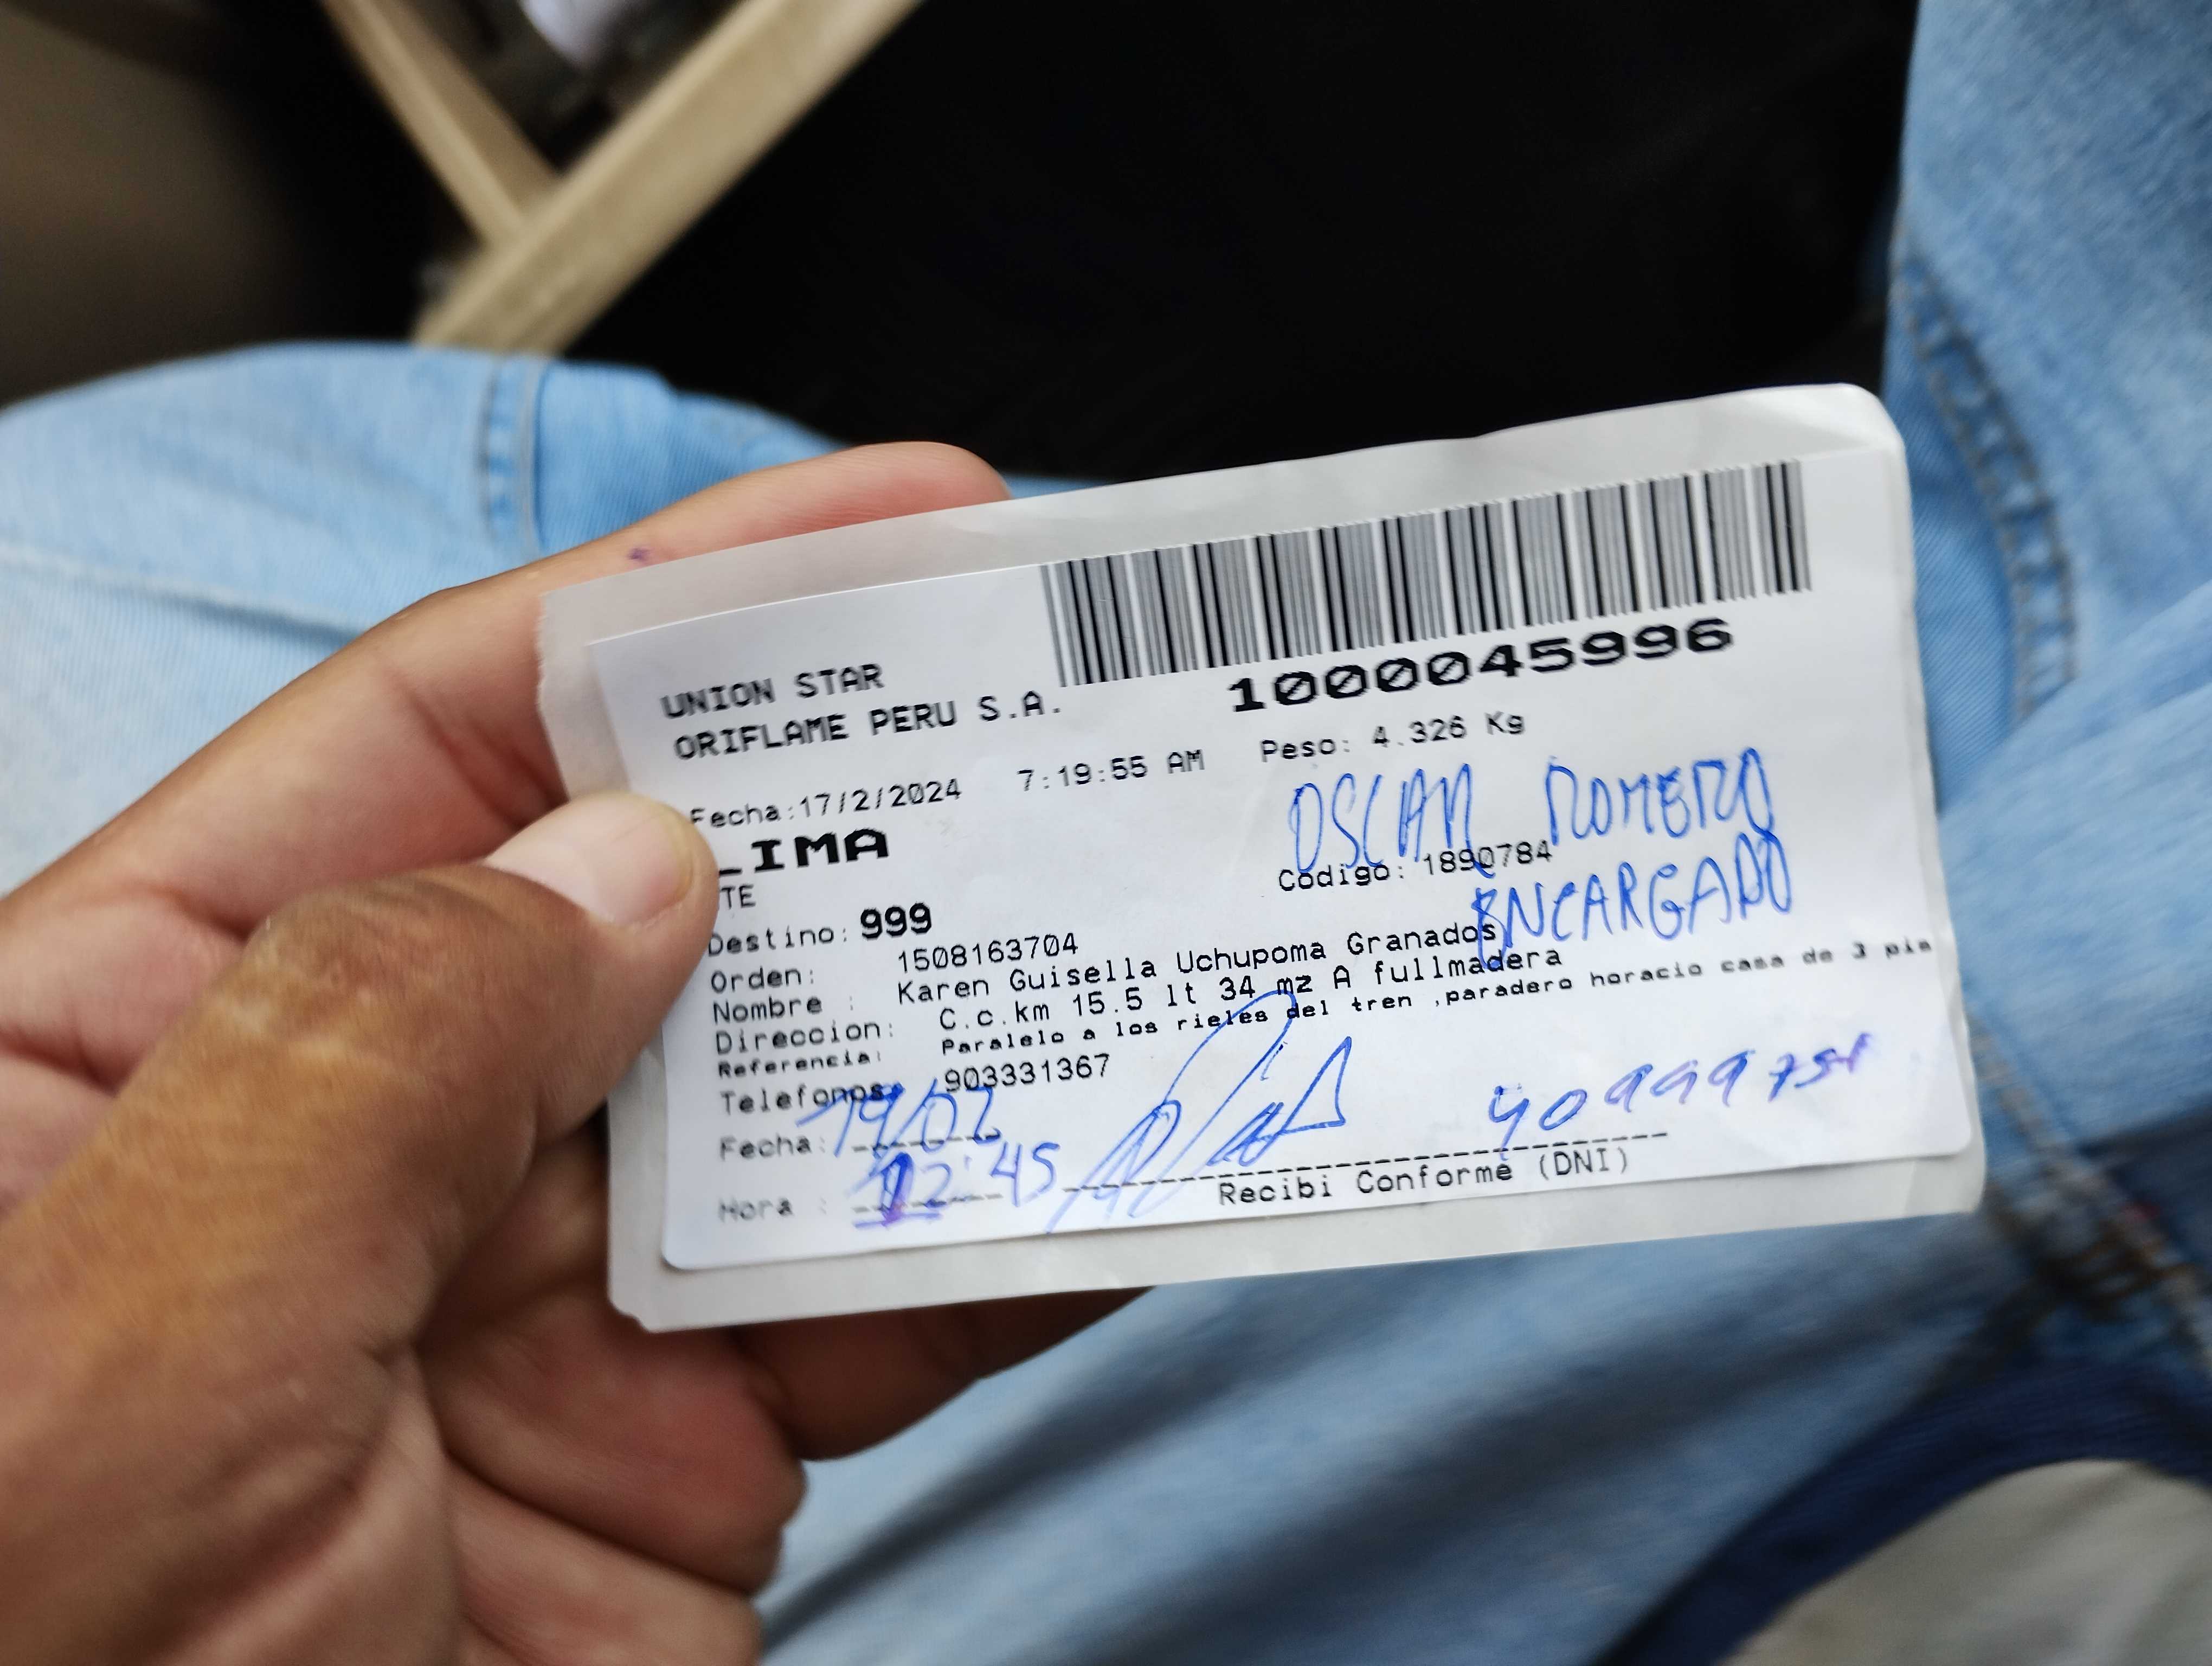 UNION STAR
ORIFLAME PERU S.A.
1000045996
Fecha:17/2/2024 7:19:55 AM Peso: 4.326 Kg
OSCAR ROMERO
LIMA
Codigo: 1890784
TE
ENCARGADO
Destino: 999
Orden: 1508163704
Nombre : Karen Guisella Uchupoma Granados
Direccion: C.c.km 15.5 lt 34 mz A fullmadera
Referencia: Paralelo a los rieles del tren ,paradero horacio casa de 3 pis
Telefonos: 903331367
Fecha: 19/02
Hora : 12:45
Recibi Conforme (DNI)